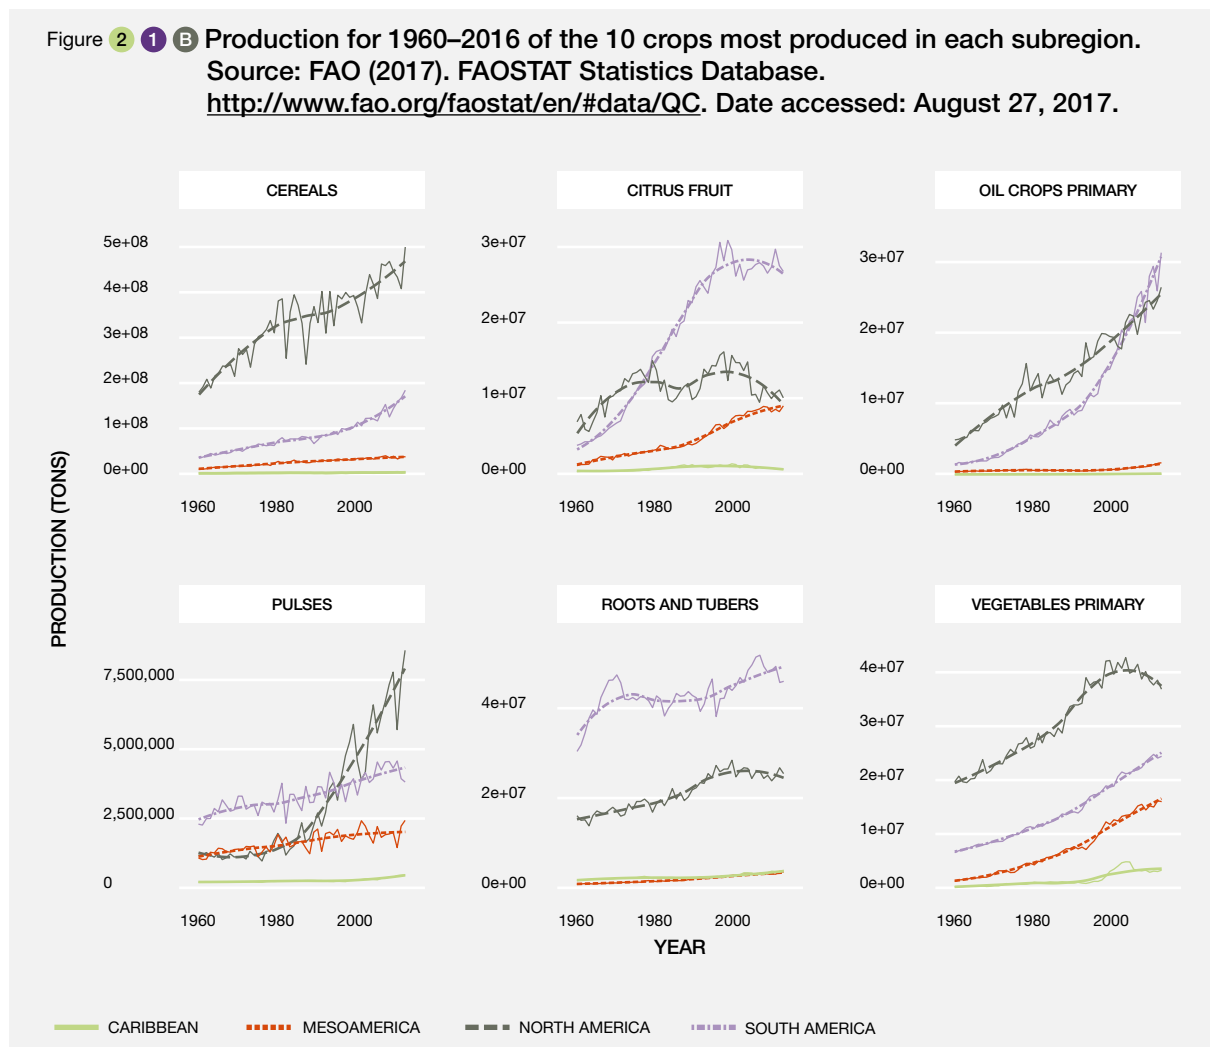 Figure 2 1 B Production for 1960–2016 of the 10 crops most produced in each subregion.
Source: FAO (2017). FAOSTAT Statistics Database.
http://www.fao.org/faostat/en/#data/QC. Date accessed: August 27, 2017.
PRODUCTION (TONS)
CEREALS
5e+08
4e+08
3e+08
2e+08
1e+08
0e+00
1960 1980 2000
CITRUS FRUIT
3e+07
2e+07
1e+07
0e+00
1960 1980 2000
OIL CROPS PRIMARY
3e+07
2e+07
1e+07
0e+00
1960 1980 2000
PULSES
7,500,000
5,000,000
2,500,000
0
1960 1980 2000
ROOTS AND TUBERS
4e+07
2e+07
0e+00
1960 1980 2000
VEGETABLES PRIMARY
4e+07
3e+07
2e+07
1e+07
0e+00
1960 1980 2000
YEAR
CARIBBEAN MESOAMERICA NORTH AMERICA SOUTH AMERICA